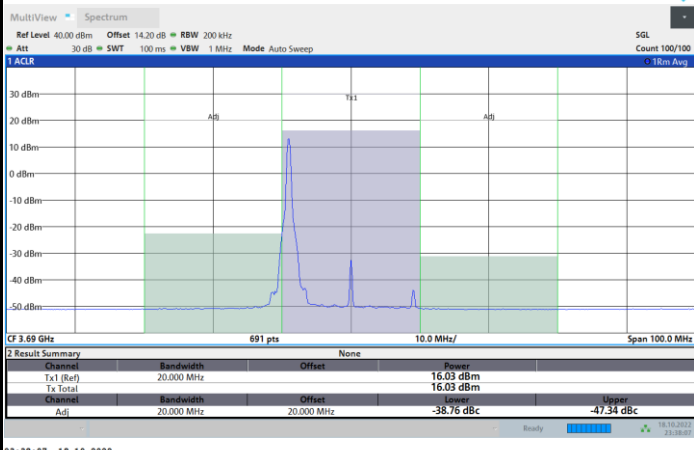 MultiView Spectrum
Ref Level 40.00 dBm Offset 14.20 dB RBW 200 kHz SGL
Att 30 dB SWT 100 ms VBW 1 MHz Mode Auto Sweep Count 100/100
1 ACLR 1Rm Avg
30 dBm
Tx1
20 dBm Adj Adj
10 dBm
0 dBm
-10 dBm
-20 dBm
-30 dBm
-40 dBm
-50 dBm
CF 3.69 GHz 691 pts 10.0 MHz/ Span 100.0 MHz
2 Result Summary None
Channel Bandwidth Offset Power
Tx1 (Ref) 20.000 MHz 16.03 dBm
Tx Total 16.03 dBm
Channel Bandwidth Offset Lower Upper
Adj 20.000 MHz 20.000 MHz -38.76 dBc -47.34 dBc
Ready 18.10.2022
23:38:07